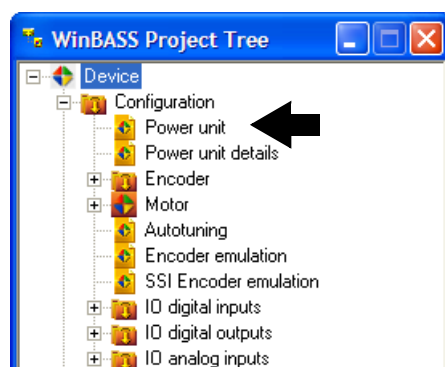 WinBASS Project Tree
Device
Configuration
Power unit
Power unit details
Encoder
Motor
Autotuning
Encoder emulation
SSI Encoder emulation
IO digital inputs
IO digital outputs
IO analog inputs